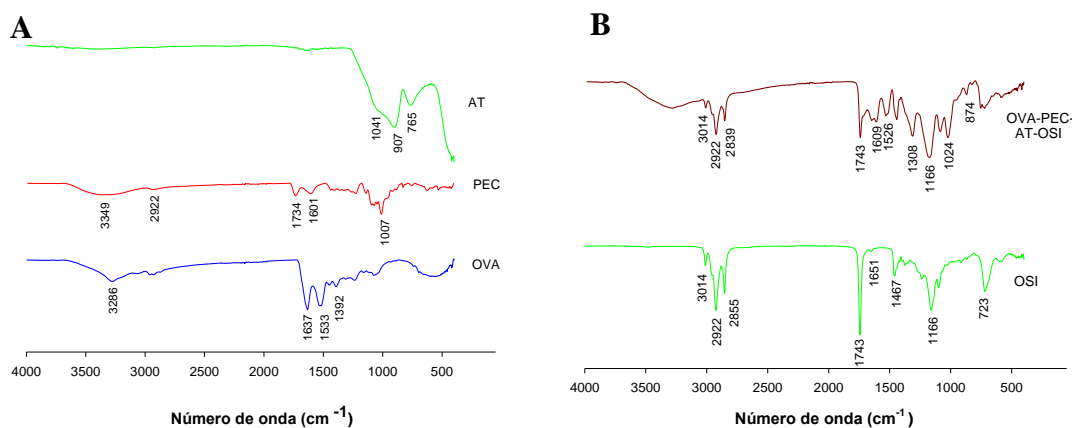 A
AT
1041
907
765
PEC
3349
2922
1734
1601
1007
OVA
3286
1637
1533
1392
4000 3500 3000 2500 2000 1500 1000 500
Número de onda (cm -1)
B
OVA-PEC-
AT-OSI
3014
2922
2839
1743
1609
1526
1308
1166
1024
874
OSI
3014
2922
2855
1743
1651
1467
1166
723
4000 3500 3000 2500 2000 1500 1000 500
Número de onda (cm-1)